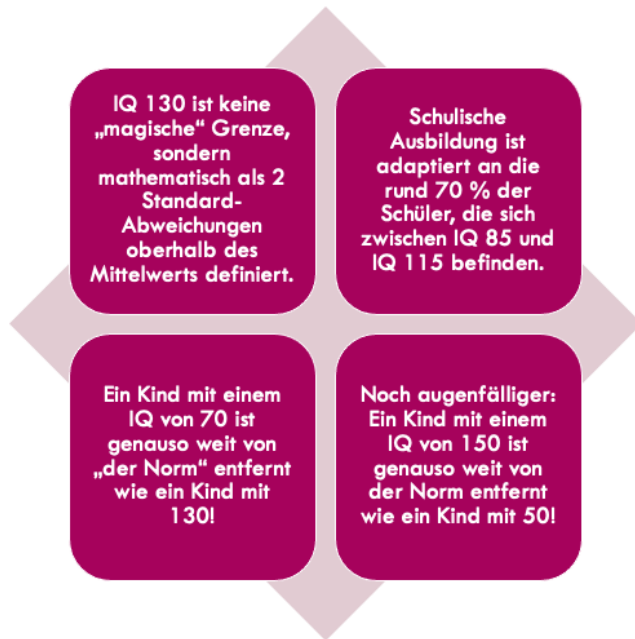 IQ 130 ist keine
„magische“ Grenze,
sondern
mathematisch als 2
Standard-
Abweichungen
oberhalb des
Mittelwerts definiert.
Schulische
Ausbildung ist
adaptiert an die
rund 70 % der
Schüler, die sich
zwischen IQ 85 und
IQ 115 befinden.
Ein Kind mit einem
IQ von 70 ist
genauso weit von
„der Norm“ entfernt
wie ein Kind mit
130!
Noch augenfälliger:
Ein Kind mit einem
IQ von 150 ist
genauso weit von
der Norm entfernt
wie ein Kind mit 50!